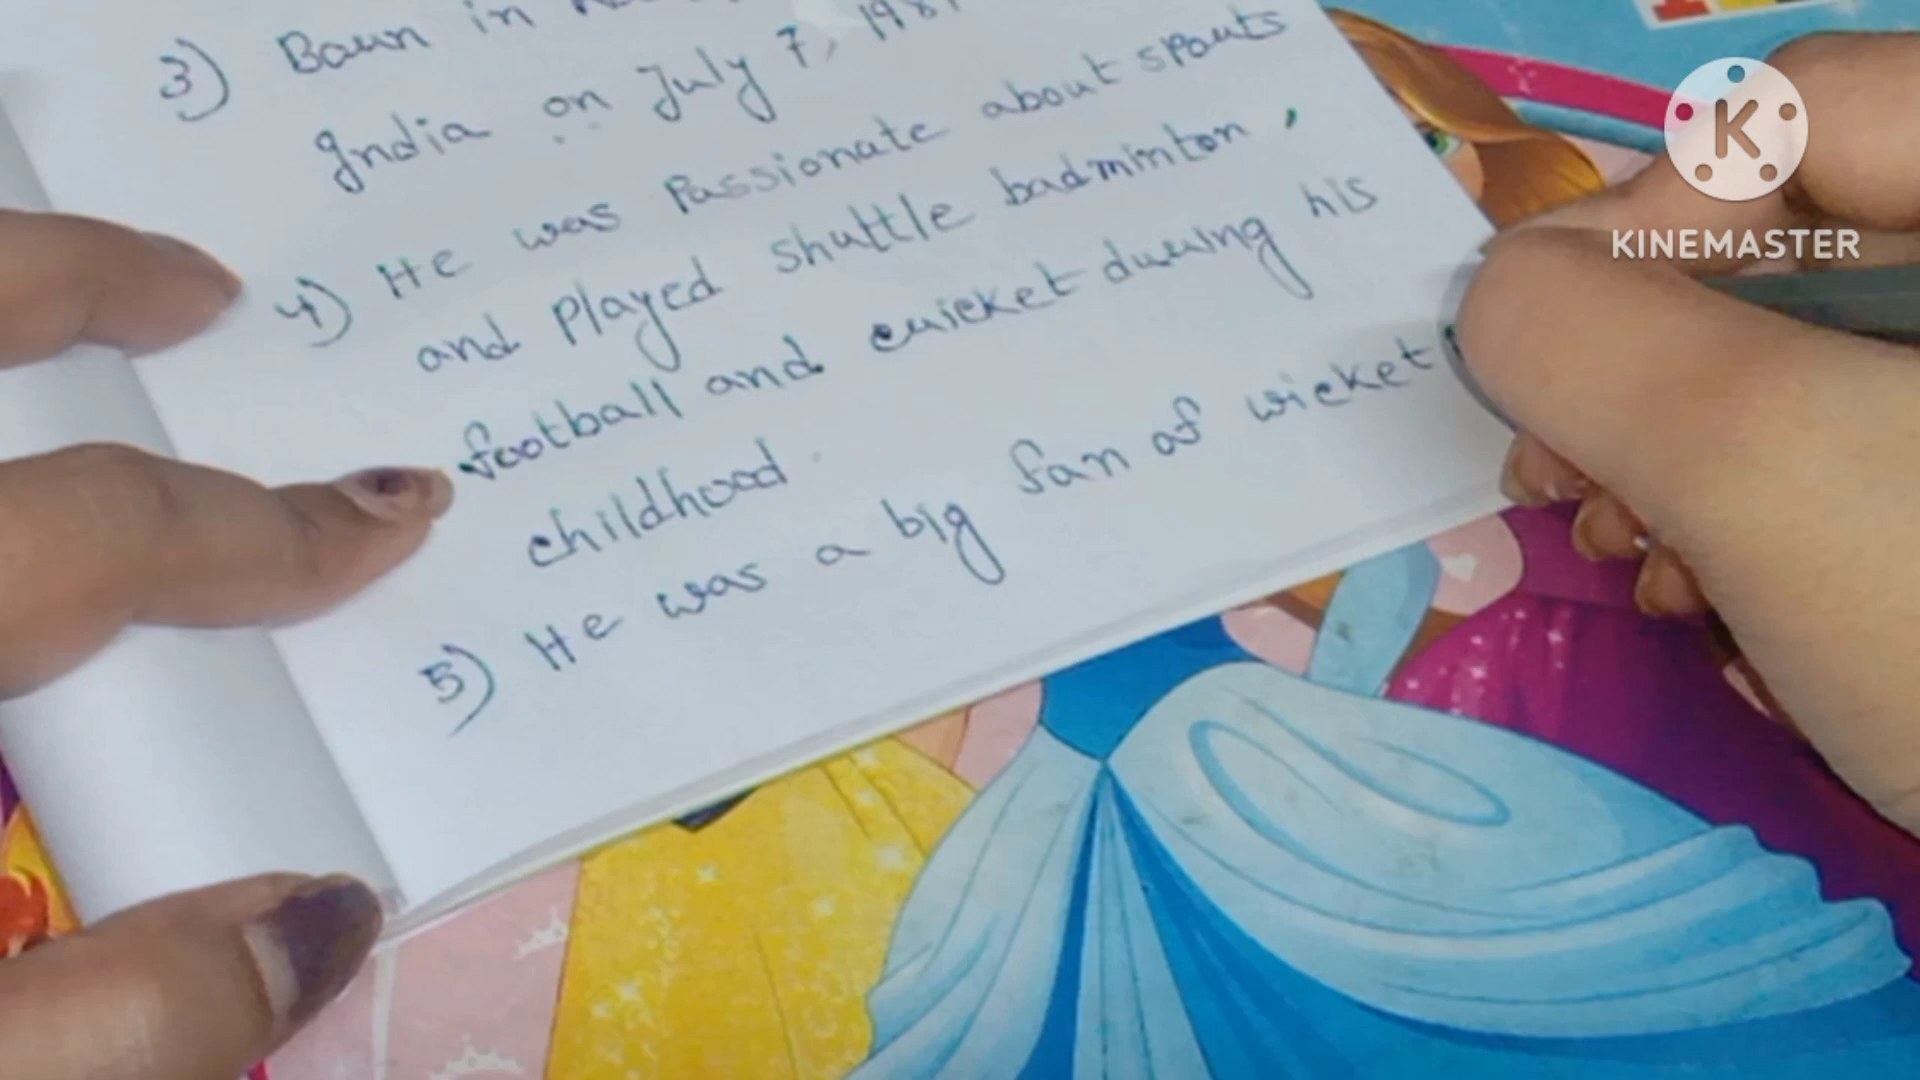 3) Born in
India on July 7, 1981
4) He was Passionate about sports
and Played shuttle badminton,
football and cricket during his
childhood
5) He was a big fan of wicket
KINEMASTER